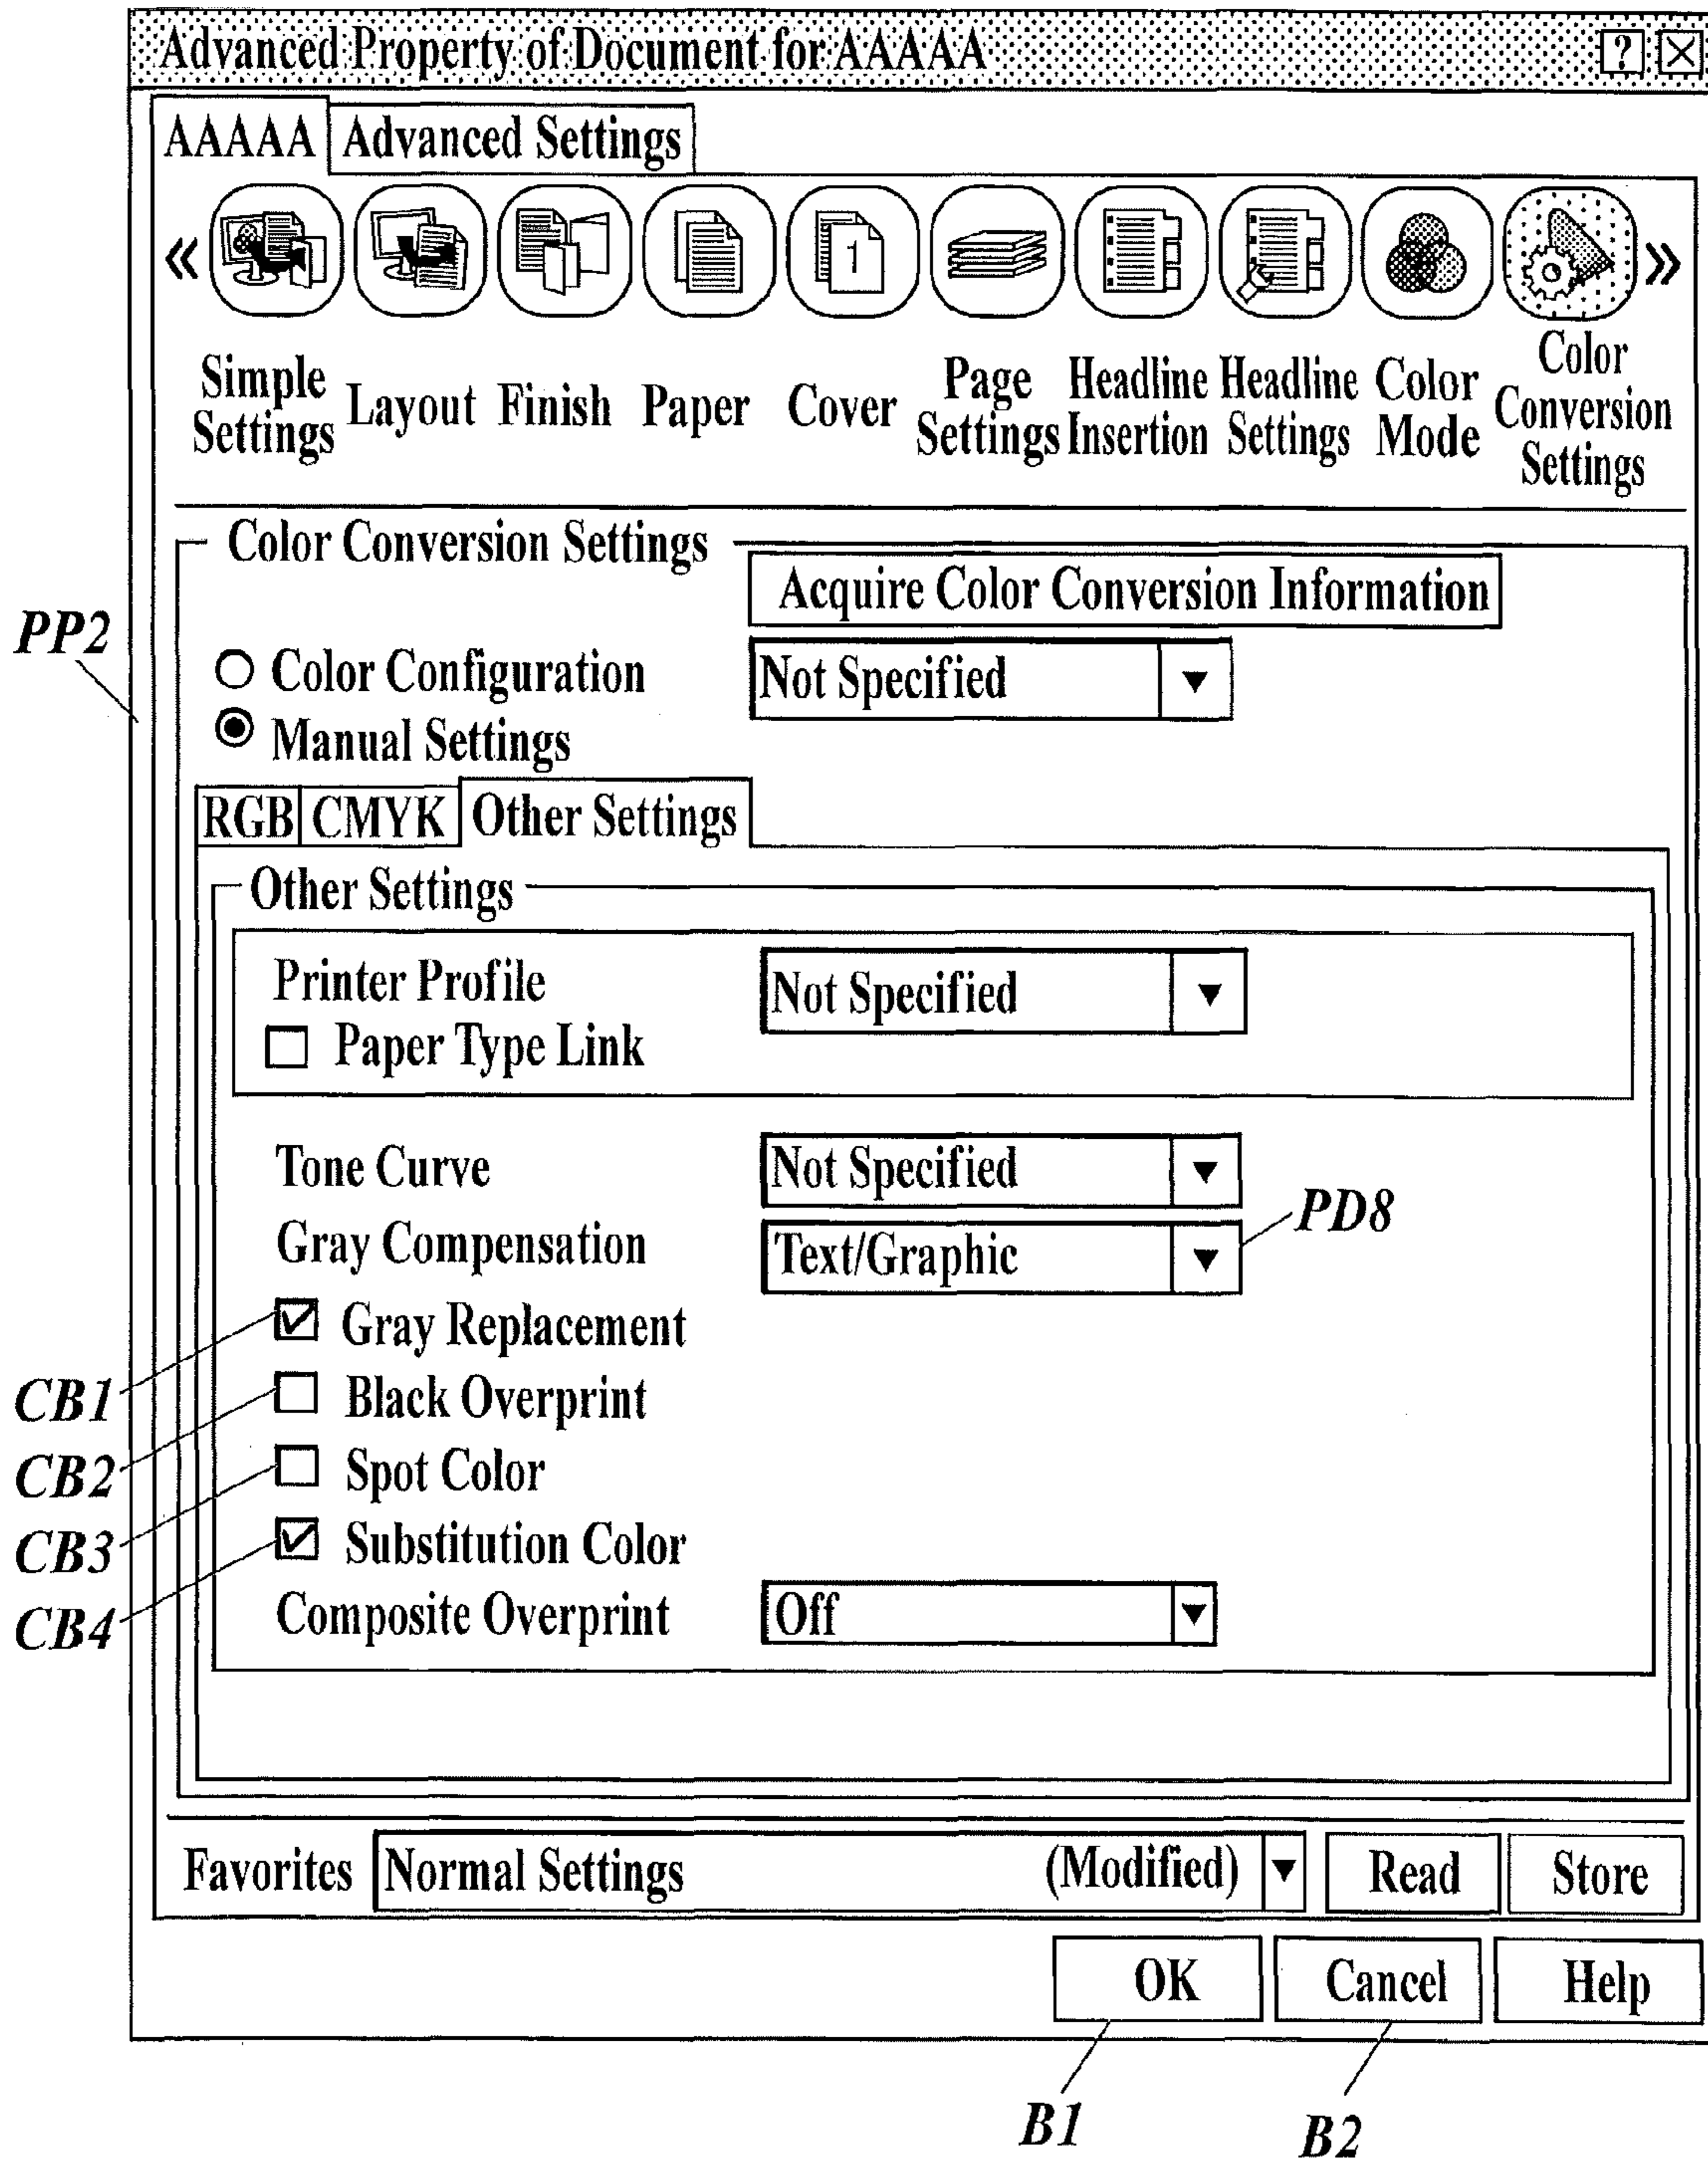 Advanced Property of Document for AAAAA
? X
AAAAA Advanced Settings
« 1 »
Simple Settings
Layout
Finish
Paper
Cover
Page Settings
Headline Insertion
Headline Settings
Color Mode
Color Conversion Settings
Color Conversion Settings
Acquire Color Conversion Information
PP2
Color Configuration Not Specified ▼
Manual Settings
RGB CMYK Other Settings
Other Settings
Printer Profile Not Specified ▼
Paper Type Link
Tone Curve Not Specified ▼
PD8
Gray Compensation Text/Graphic ▼
Gray Replacement
CB1 Black Overprint
CB2 Spot Color
CB3 Substitution Color
CB4 Composite Overprint Off ▼
Favorites Normal Settings (Modified) ▼ Read Store
OK Cancel Help
B1 B2